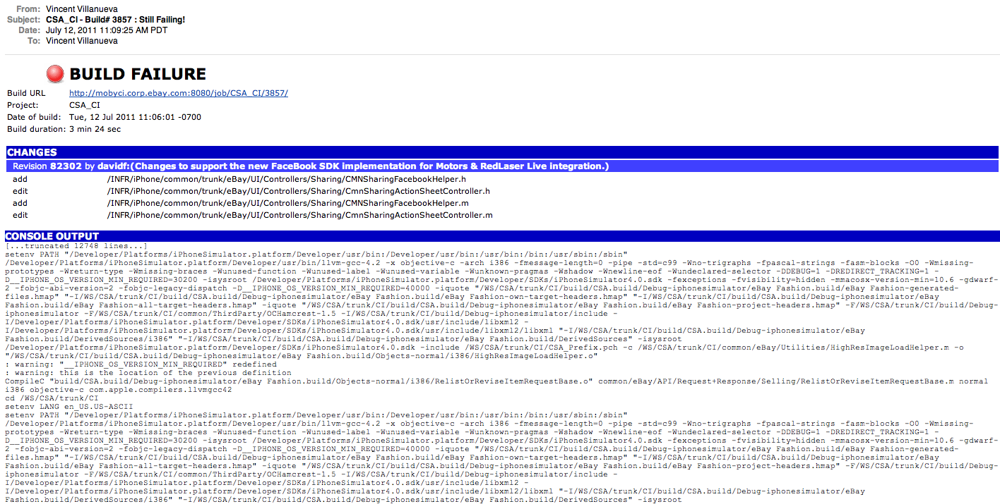 From: Vincent Villanueva
Subject: CSA_CI - Build# 3857 : Still Failing!
Date: July 12, 2011 11:09:25 AM PDT
To: Vincent Villanueva
BUILD FAILURE
Build URL http://mobyci.corp.ebay.com:8080/job/CSA_CI/3857/
Project: CSA_CI
Date of build: Tue, 12 Jul 2011 11:06:01 -0700
Build duration: 3 min 24 sec
CHANGES
Revision 82302 by davidf:(Changes to support the new FaceBook SDK implementation for Motors & RedLaser Live integration.)
add /INFR/iPhone/common/trunk/eBay/UI/Controllers/Sharing/CMNSharingFacebookHelper.h
edit /INFR/iPhone/common/trunk/eBay/UI/Controllers/Sharing/CmnSharingActionSheetController.h
add /INFR/iPhone/common/trunk/eBay/UI/Controllers/Sharing/CMNSharingFacebookHelper.m
edit /INFR/iPhone/common/trunk/eBay/UI/Controllers/Sharing/CmnSharingActionSheetController.m
CONSOLE OUTPUT
[...truncated 12748 lines...]
setenv PATH "/Developer/Platforms/iPhoneSimulator.platform/Developer/usr/bin:/Developer/usr/bin:/usr/bin:/bin:/usr/sbin:/sbin"
/Developer/Platforms/iPhoneSimulator.platform/Developer/usr/bin/llvm-gcc-4.2 -x objective-c -arch i386 -fmessage-length=0 -pipe -std=c99 -Wno-trigraphs -fpascal-strings -fasm-blocks -O0 -Wmissing-
prototypes -Wreturn-type -Wmissing-braces -Wunused-function -Wunused-label -Wunused-variable -Wunknown-pragmas -Wshadow -Wnewline-eof -Wundeclared-selector -DDEBUG=1 -DREDIRECT_TRACKING=1 -
D__IPHONE_OS_VERSION_MIN_REQUIRED=30200 -isysroot /Developer/Platforms/iPhoneSimulator.platform/Developer/SDKs/iPhoneSimulator4.0.sdk -fexceptions -fvisibility=hidden -mmacosx-version-min=10.6 -gdwarf-
2 -fobjc-abi-version=2 -fobjc-legacy-dispatch -D__IPHONE_OS_VERSION_MIN_REQUIRED=40000 -iquote "/WS/CSA/trunk/CI/build/CSA.build/Debug-iphonesimulator/eBay Fashion.build/eBay Fashion-generated-
files.hmap" "-I/WS/CSA/trunk/CI/build/CSA.build/Debug-iphonesimulator/eBay Fashion.build/eBay Fashion-own-target-headers.hmap" "-I/WS/CSA/trunk/CI/build/CSA.build/Debug-iphonesimulator/eBay
Fashion.build/eBay Fashion-all-target-headers.hmap" -iquote "/WS/CSA/trunk/CI/build/CSA.build/Debug-iphonesimulator/eBay Fashion.build/eBay Fashion-project-headers.hmap" -F/WS/CSA/trunk/CI/build/Debug-
iphonesimulator -F/WS/CSA/trunk/CI/common/ThirdParty/OCHamcrest-1.5 -I/WS/CSA/trunk/CI/build/Debug-iphonesimulator/include -
I/Developer/Platforms/iPhoneSimulator.platform/Developer/SDKs/iPhoneSimulator4.0.sdk/usr/include/libxml2 -
I/Developer/Platforms/iPhoneSimulator.platform/Developer/SDKs/iPhoneSimulator4.0.sdk/usr/include/libxml2/libxml "-I/WS/CSA/trunk/CI/build/CSA.build/Debug-iphonesimulator/eBay
Fashion.build/DerivedSources/i386" "-I/WS/CSA/trunk/CI/build/CSA.build/Debug-iphonesimulator/eBay Fashion.build/DerivedSources" -isysroot
/Developer/Platforms/iPhoneSimulator.platform/Developer/SDKs/iPhoneSimulator4.0.sdk -include /WS/CSA/trunk/CI/CSA_Prefix.pch -c /WS/CSA/trunk/CI/common/eBay/Utilities/HighResImageLoadHelper.m -o
"/WS/CSA/trunk/CI/build/CSA.build/Debug-iphonesimulator/eBay Fashion.build/Objects-normal/i386/HighResImageLoadHelper.o"
: warning: "__IPHONE_OS_VERSION_MIN_REQUIRED" redefined
: warning: this is the location of the previous definition
CompileC "build/CSA.build/Debug-iphonesimulator/eBay Fashion.build/Objects-normal/i386/RelistOrReviseItemRequestBase.o" common/eBay/API/Request+Response/Selling/RelistOrReviseItemRequestBase.m normal
i386 objective-c com.apple.compilers.llvmgcc42
cd /WS/CSA/trunk/CI
setenv LANG en_US.US-ASCII
setenv PATH "/Developer/Platforms/iPhoneSimulator.platform/Developer/usr/bin:/Developer/usr/bin:/usr/bin:/bin:/usr/sbin:/sbin"
/Developer/Platforms/iPhoneSimulator.platform/Developer/usr/bin/llvm-gcc-4.2 -x objective-c -arch i386 -fmessage-length=0 -pipe -std=c99 -Wno-trigraphs -fpascal-strings -fasm-blocks -O0 -Wmissing-
prototypes -Wreturn-type -Wmissing-braces -Wunused-function -Wunused-label -Wunused-variable -Wunknown-pragmas -Wshadow -Wnewline-eof -Wundeclared-selector -DDEBUG=1 -DREDIRECT_TRACKING=1 -
D__IPHONE_OS_VERSION_MIN_REQUIRED=30200 -isysroot /Developer/Platforms/iPhoneSimulator.platform/Developer/SDKs/iPhoneSimulator4.0.sdk -fexceptions -fvisibility=hidden -mmacosx-version-min=10.6 -gdwarf-
2 -fobjc-abi-version=2 -fobjc-legacy-dispatch -D__IPHONE_OS_VERSION_MIN_REQUIRED=40000 -iquote "/WS/CSA/trunk/CI/build/CSA.build/Debug-iphonesimulator/eBay Fashion.build/eBay Fashion-generated-
files.hmap" "-I/WS/CSA/trunk/CI/build/CSA.build/Debug-iphonesimulator/eBay Fashion.build/eBay Fashion-own-target-headers.hmap" "-I/WS/CSA/trunk/CI/build/CSA.build/Debug-iphonesimulator/eBay
Fashion.build/eBay Fashion-all-target-headers.hmap" -iquote "/WS/CSA/trunk/CI/build/CSA.build/Debug-iphonesimulator/eBay Fashion.build/eBay Fashion-project-headers.hmap" -F/WS/CSA/trunk/CI/build/Debug-
iphonesimulator -F/WS/CSA/trunk/CI/common/ThirdParty/OCHamcrest-1.5 -I/WS/CSA/trunk/CI/build/Debug-iphonesimulator/include -
I/Developer/Platforms/iPhoneSimulator.platform/Developer/SDKs/iPhoneSimulator4.0.sdk/usr/include/libxml2 -
I/Developer/Platforms/iPhoneSimulator.platform/Developer/SDKs/iPhoneSimulator4.0.sdk/usr/include/libxml2/libxml "-I/WS/CSA/trunk/CI/build/CSA.build/Debug-iphonesimulator/eBay
Fashion.build/DerivedSources/i386" "-I/WS/CSA/trunk/CI/build/CSA.build/Debug-iphonesimulator/eBay Fashion.build/DerivedSources" -isysroot